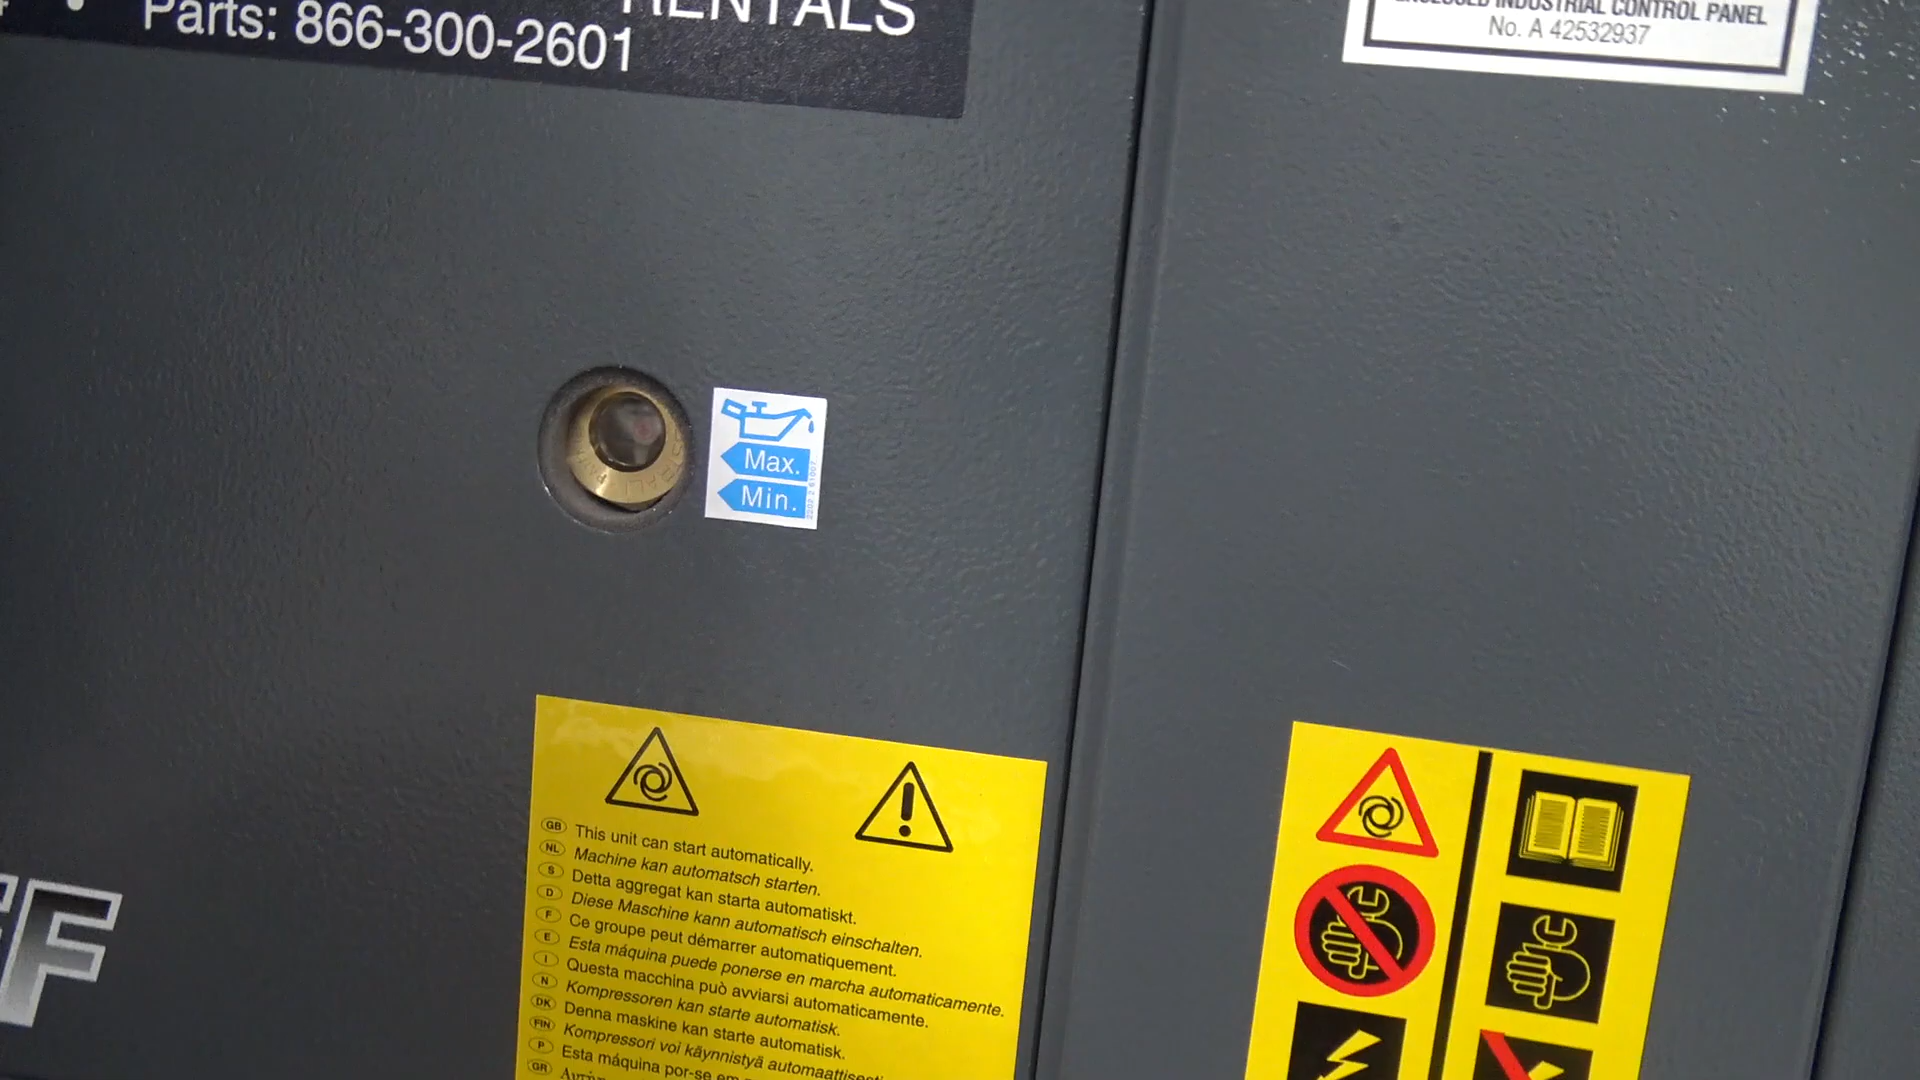 RENTALS
Parts: 866-300-2601
ENCLOSED INDUSTRIAL CONTROL PANEL
No. A 42532937
Max.
Min.
GB This unit can start automatically.
NL Machine kan automatsch starten.
S Detta aggregat kan starta automatiskt.
D Diese Maschine kann automatisch einschalten.
F Ce groupe peut démarrer automatiquement.
E Esta máquina puede ponerse en marcha automaticamente.
I Questa macchina può avviarsi automaticamente.
N Kompressoren kan starte automatisk.
DK Denna maskine kan starte automatisk.
FIN Kompressori voi käynnistyä automaattisesti
P Esta máquina por-se em
GR
F